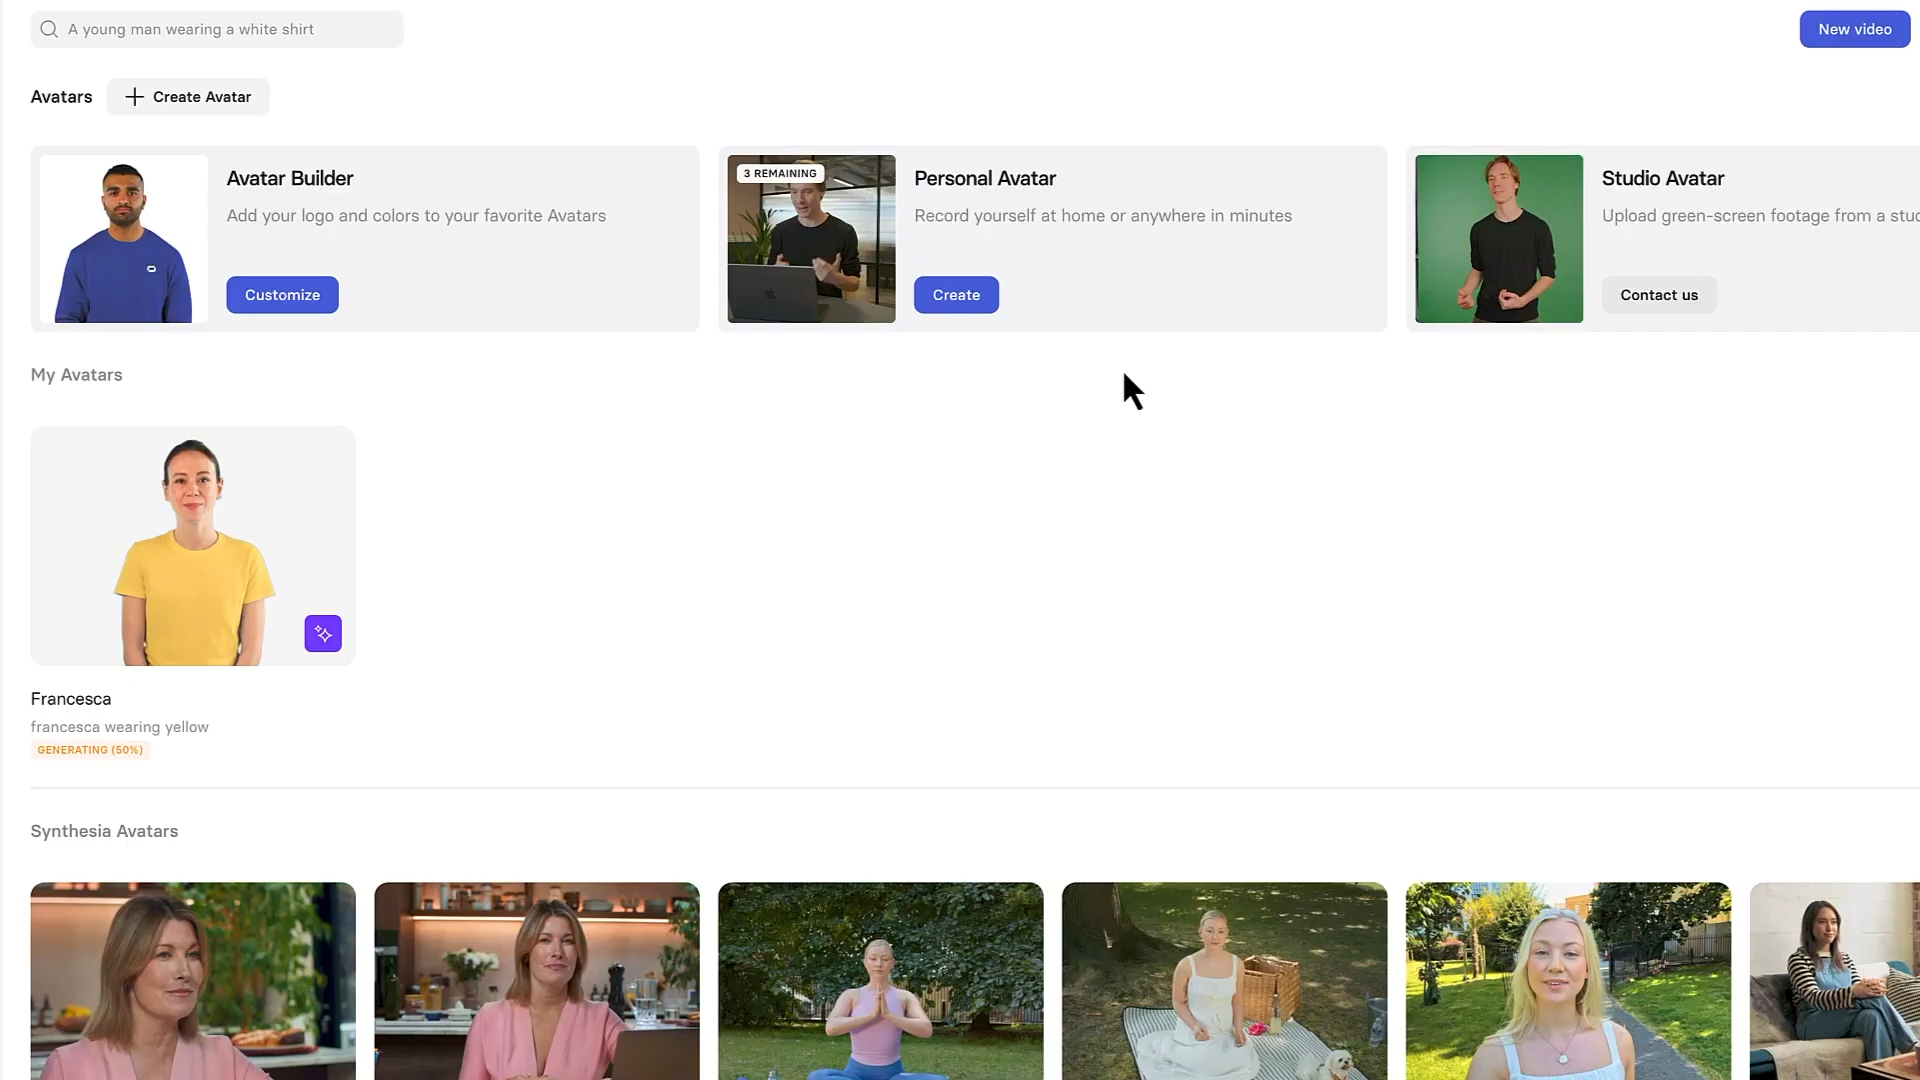 A young man wearing a white shirt
New video
Avatars
Create Avatar
Avatar Builder
Add your logo and colors to your favorite Avatars
Customize
3 REMAINING
Personal Avatar
Record yourself at home or anywhere in minutes
Create
Studio Avatar
Upload green-screen footage from a
Contact us
My Avatars
Francesca
francesca wearing yellow
GENERATING (50%)
Synthesia Avatars